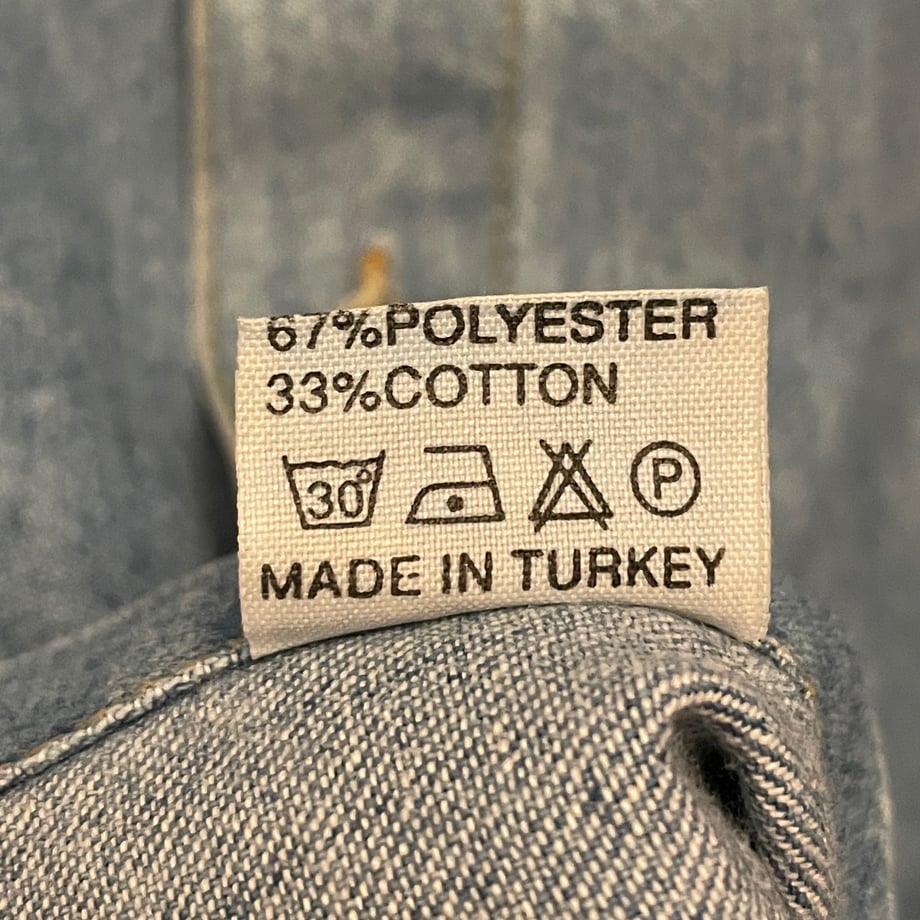 67%POLYESTER
33%COTTON
30° P
MADE IN TURKEY